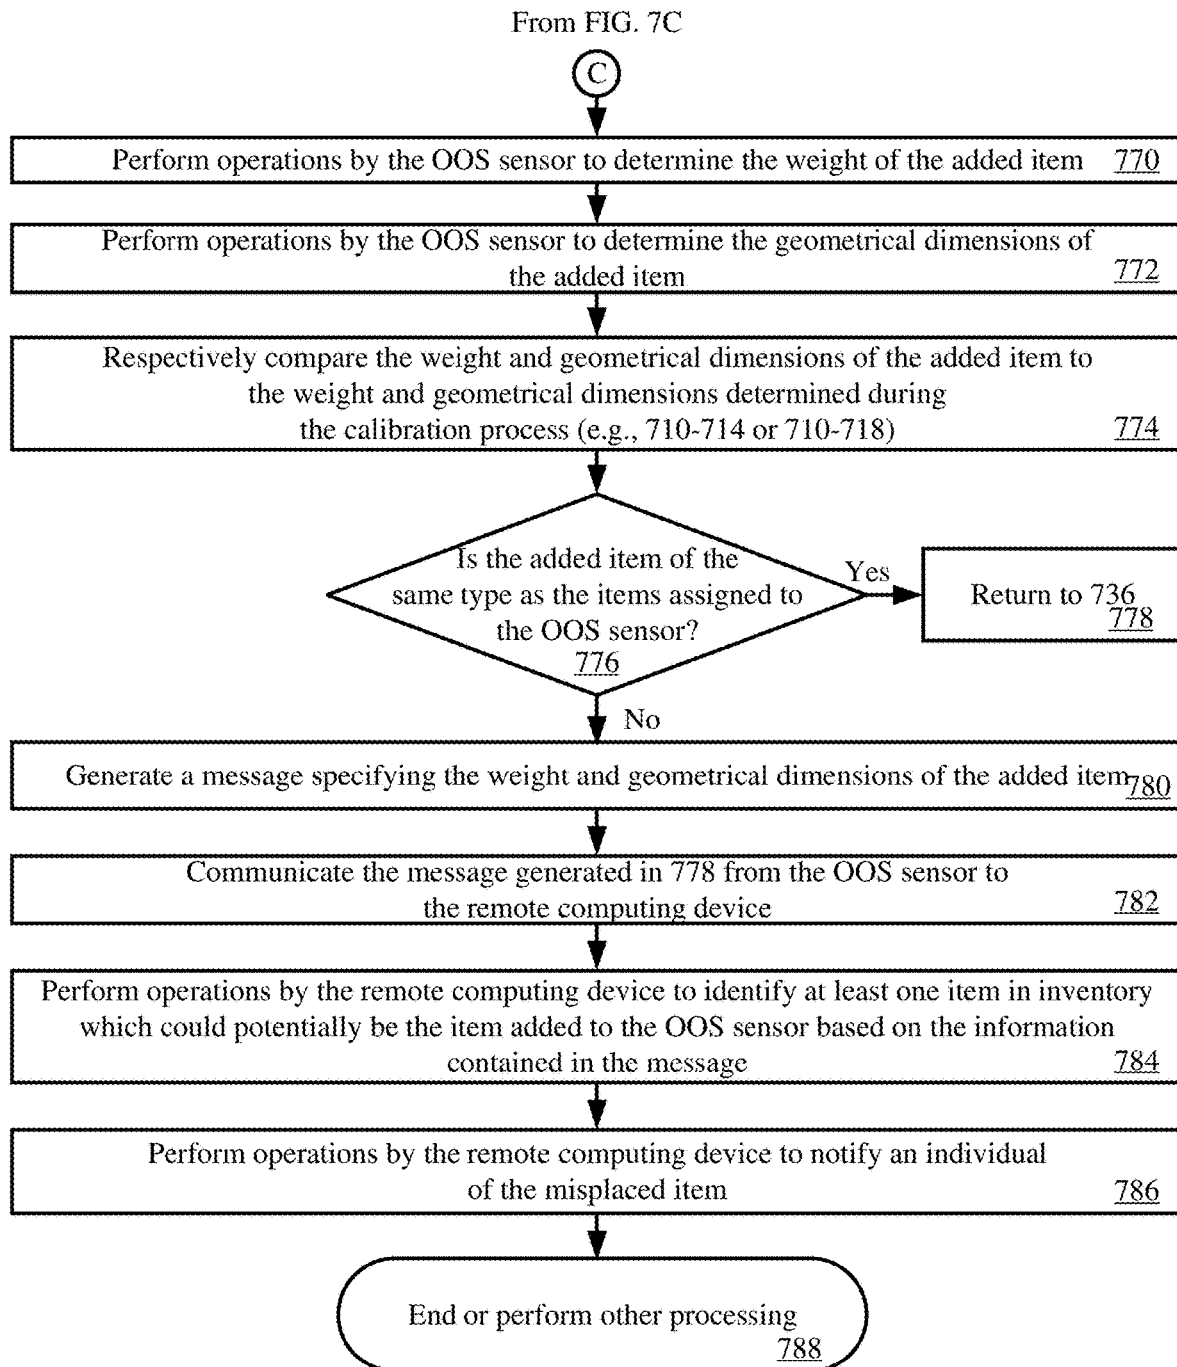 From FIG. 7C
C
Perform operations by the OOS sensor to determine the weight of the added item 770
Perform operations by the OOS sensor to determine the geometrical dimensions of
the added item 772
Respectively compare the weight and geometrical dimensions of the added item to
the weight and geometrical dimensions determined during
the calibration process (e.g., 710-714 or 710-718) 774
Is the added item of the
same type as the items assigned to
the OOS sensor?
776
Yes
Return to 736
778
No
Generate a message specifying the weight and geometrical dimensions of the added item 780
Communicate the message generated in 778 from the OOS sensor to
the remote computing device 782
Perform operations by the remote computing device to identify at least one item in inventory
which could potentially be the item added to the OOS sensor based on the information
contained in the message 784
Perform operations by the remote computing device to notify an individual
of the misplaced item 786
End or perform other processing
788